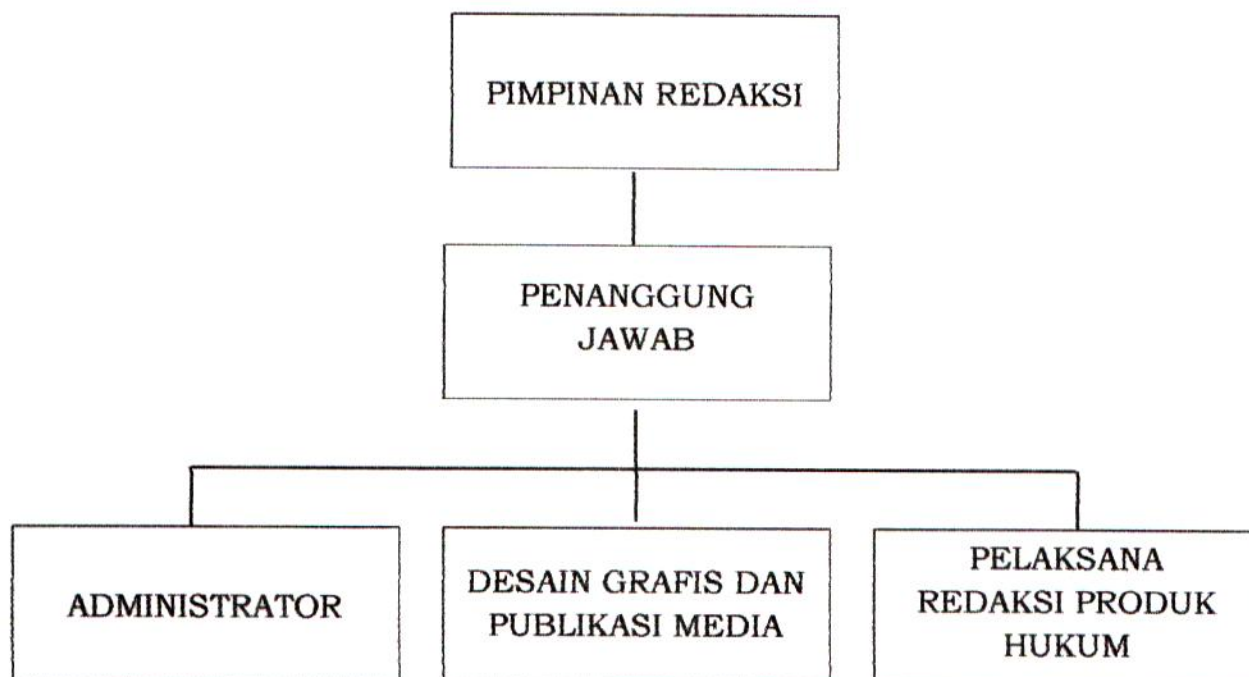 PIMPINAN REDAKSI
PENANGGUNG
JAWAB
ADMINISTRATOR
DESAIN GRAFIS DAN
PUBLIKASI MEDIA
PELAKSANA
REDAKSI PRODUK
HUKUM